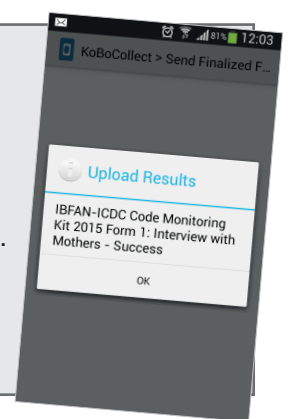 81% 12:03
KoBoCollect > Send Finalized F...
Upload Results
IBFAN-ICDC Code Monitoring
Kit 2015 Form 1: Interview with
Mothers - Success
OK
.